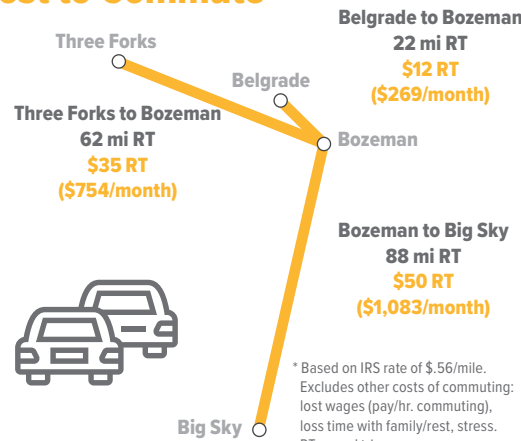 Cost to Commute
Three Forks
Belgrade
Bozeman
Big Sky
Belgrade to Bozeman
22 mi RT
$12 RT
($269/month)
Three Forks to Bozeman
62 mi RT
$35 RT
($754/month)
Bozeman to Big Sky
88 mi RT
$50 RT
($1,083/month)
* Based on IRS rate of $.56/mile.
Excludes other costs of commuting:
lost wages (pay/hr. commuting),
loss time with family/rest, stress.